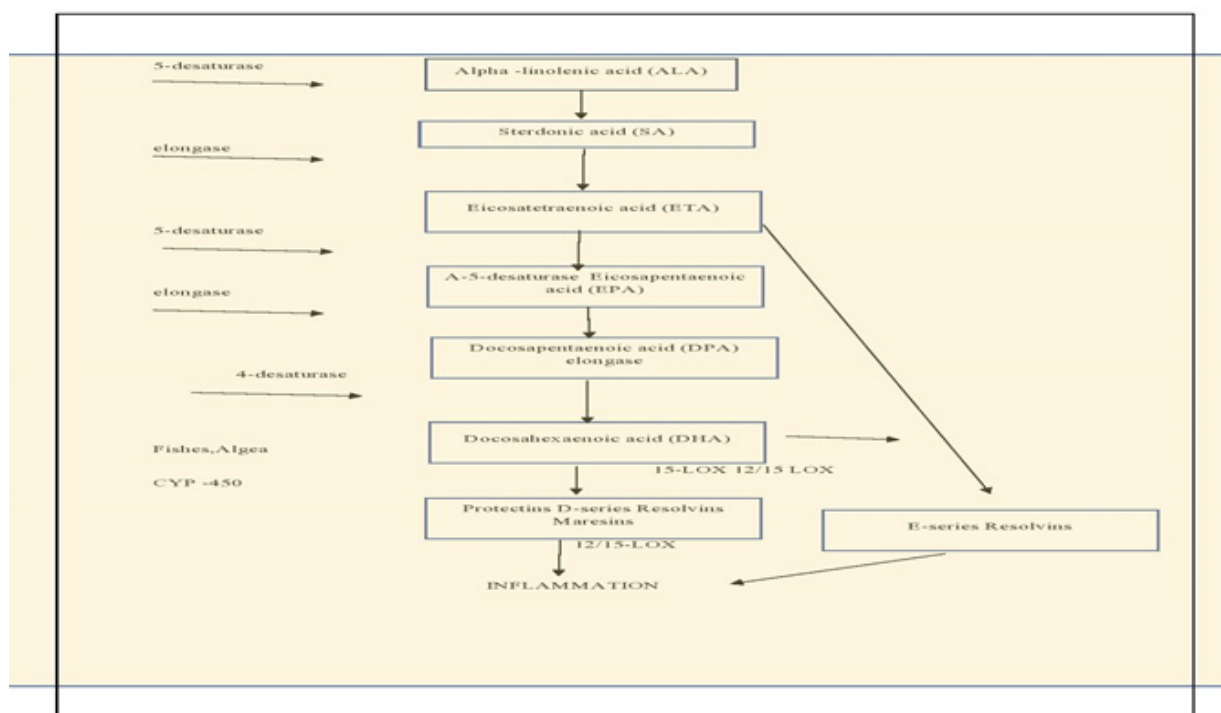 5-desaturase
Alpha -linolenic acid (ALA)
Sterdonic acid (SA)
elongase
Eicosatetraenoic acid (ETA)
5-desaturase
A-5-desaturase Eicosapentaenoic
acid (EPA)
elongase
Docosapentaenoic acid (DPA)
elongase
4-desaturase
Docosahexaenoic acid (DHA)
Fishes,Algea
15-LOX 12/15 LOX
CYP -450
Protectins D-series Resolvins
Maresins
E-series Resolvins
12/15-LOX
INFLAMMATION